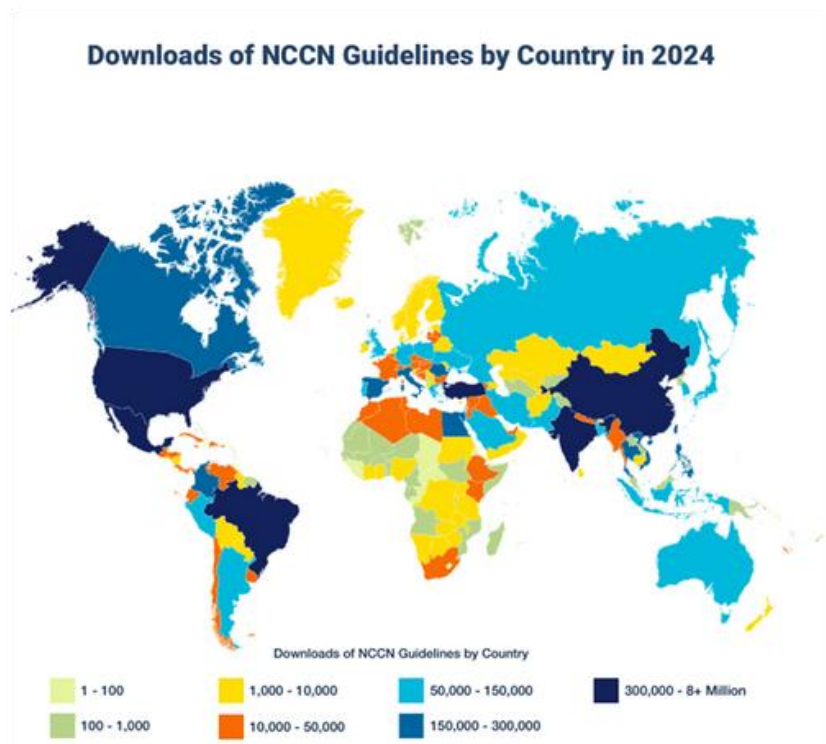 Downloads of NCCN Guidelines by Country in 2024
Downloads of NCCN Guidelines by Country
1 - 100
1,000 - 10,000
50,000 - 150,000
300,000 - 8+ Million
100 - 1,000
10,000 - 50,000
150,000 - 300,000